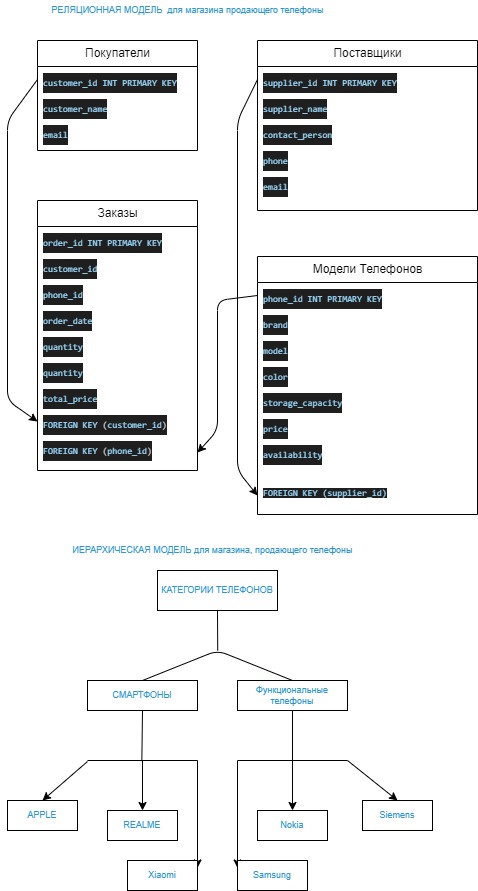 РЕЛЯЦИОННАЯ МОДЕЛЬ для магазина продающего телефоны
Покупатели
customer_id INT PRIMARY KEY
customer_name
email
Поставщики
supplier_id INT PRIMARY KEY
supplier_name
contact_person
phone
email
Заказы
order_id INT PRIMARY KEY
customer_id
phone_id
order_date
quantity
quantity
total_price
FOREIGN KEY (customer_id)
FOREIGN KEY (phone_id)
Модели Телефонов
phone_id INT PRIMARY KEY
brand
model
color
storage_capacity
price
availability
FOREIGN KEY (supplier_id)
ИЕРАРХИЧЕСКАЯ МОДЕЛЬ для магазина, продающего телефоны
КАТЕГОРИИ ТЕЛЕФОНОВ
СМАРТФОНЫ
Функциональные
телефоны
APPLE
REALME
Nokia
Siemens
Xiaomi
Samsung